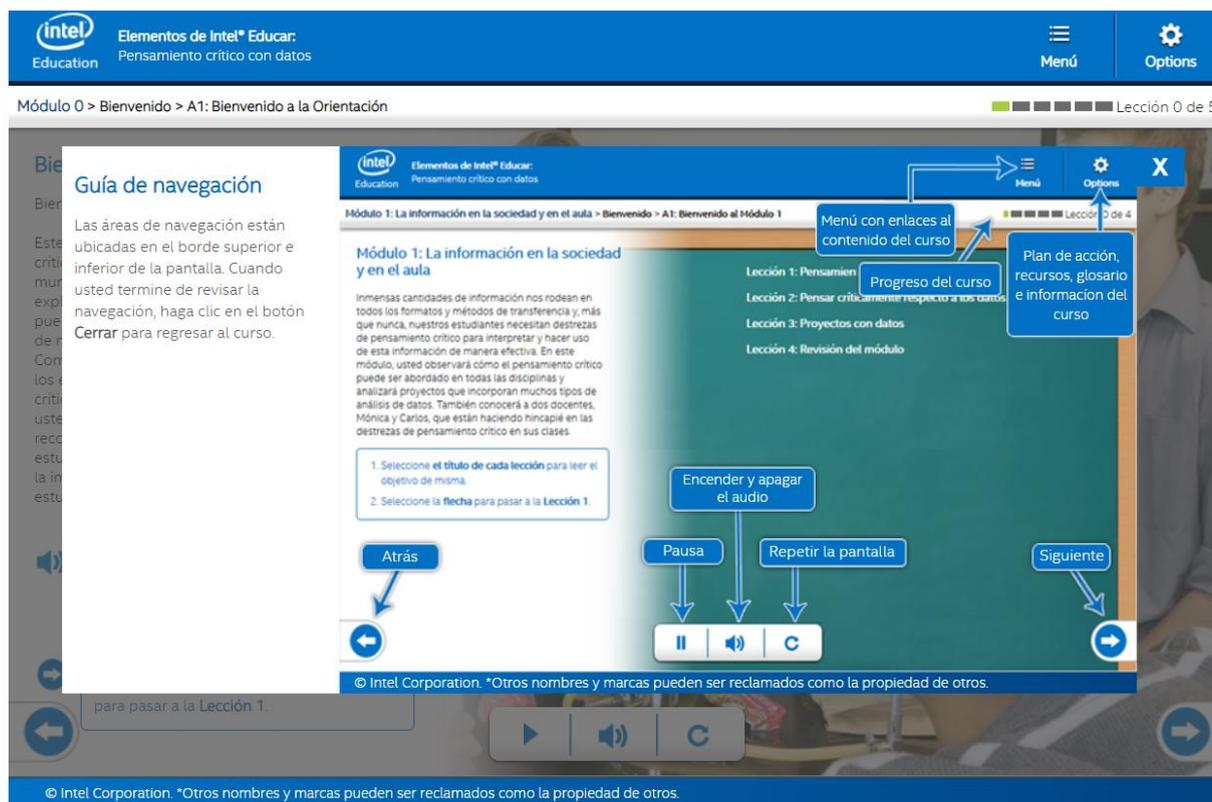 intel
Education
Elementos de Intel® Educar:
Pensamiento crítico con datos
Menú
Options
Módulo 0 > Bienvenido > A1: Bienvenido a la Orientación
Lección 0 de 5
Guía de navegación
Las áreas de navegación están
ubicadas en el borde superior e
inferior de la pantalla. Cuando
usted termine de revisar la
navegación, haga clic en el botón
Cerrar para regresar al curso.
intel
Education
Elementos de Intel® Educar:
Pensamiento crítico con datos
Menú
Options
X
Módulo 1: La información en la sociedad y en el aula > Bienvenido > A1: Bienvenido al Módulo 1
Lección 0 de 4
Menú con enlaces al
contenido del curso
Progreso del curso
Plan de acción,
recursos, glosario
e informacion del
curso
Módulo 1: La información en la sociedad
y en el aula
Inmensas cantidades de información nos rodean en
todos los formatos y métodos de transferencia y, más
que nunca, nuestros estudiantes necesitan destrezas
de pensamiento crítico para interpretar y hacer uso
de esta información de manera efectiva. En este
módulo, usted observará cómo el pensamiento crítico
puede ser abordado en todas las disciplinas y
analizará proyectos que incorporan muchos tipos de
análisis de datos. También conocerá a dos docentes,
Mónica y Carlos, que están haciendo hincapié en las
destrezas de pensamiento crítico en sus clases.
1. Seleccione el título de cada lección para leer el
objetivo de misma.
2. Seleccione la flecha para pasar a la Lección 1.
Lección 1: Pensamien
Lección 2: Pensar críticamente respecto a los datos
Lección 3: Proyectos con datos
Lección 4: Revisión del módulo
Encender y apagar
el audio
Atrás
Pausa
Repetir la pantalla
Siguiente
© Intel Corporation. *Otros nombres y marcas pueden ser reclamados como la propiedad de otros.
para pasar a la Lección 1.
© Intel Corporation. *Otros nombres y marcas pueden ser reclamados como la propiedad de otros.